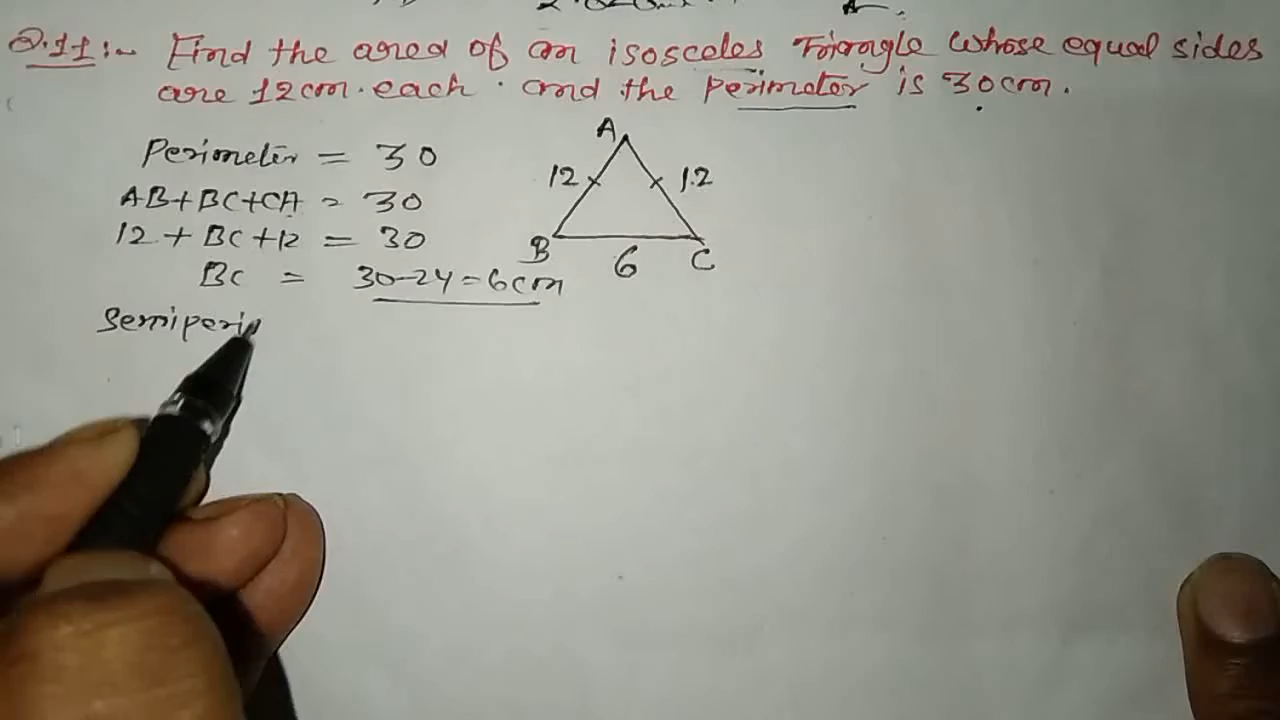 Q.11:- Find the area of an isosceles Triangle whose equal sides
are 12cm. each. and the perimeter is 30cm.
Perimeter = 30
AB+BC+CA = 30
12 + BC + 12 = 30
BC = 30-24=6cm
Semiperi
A
12
12
B
6
C